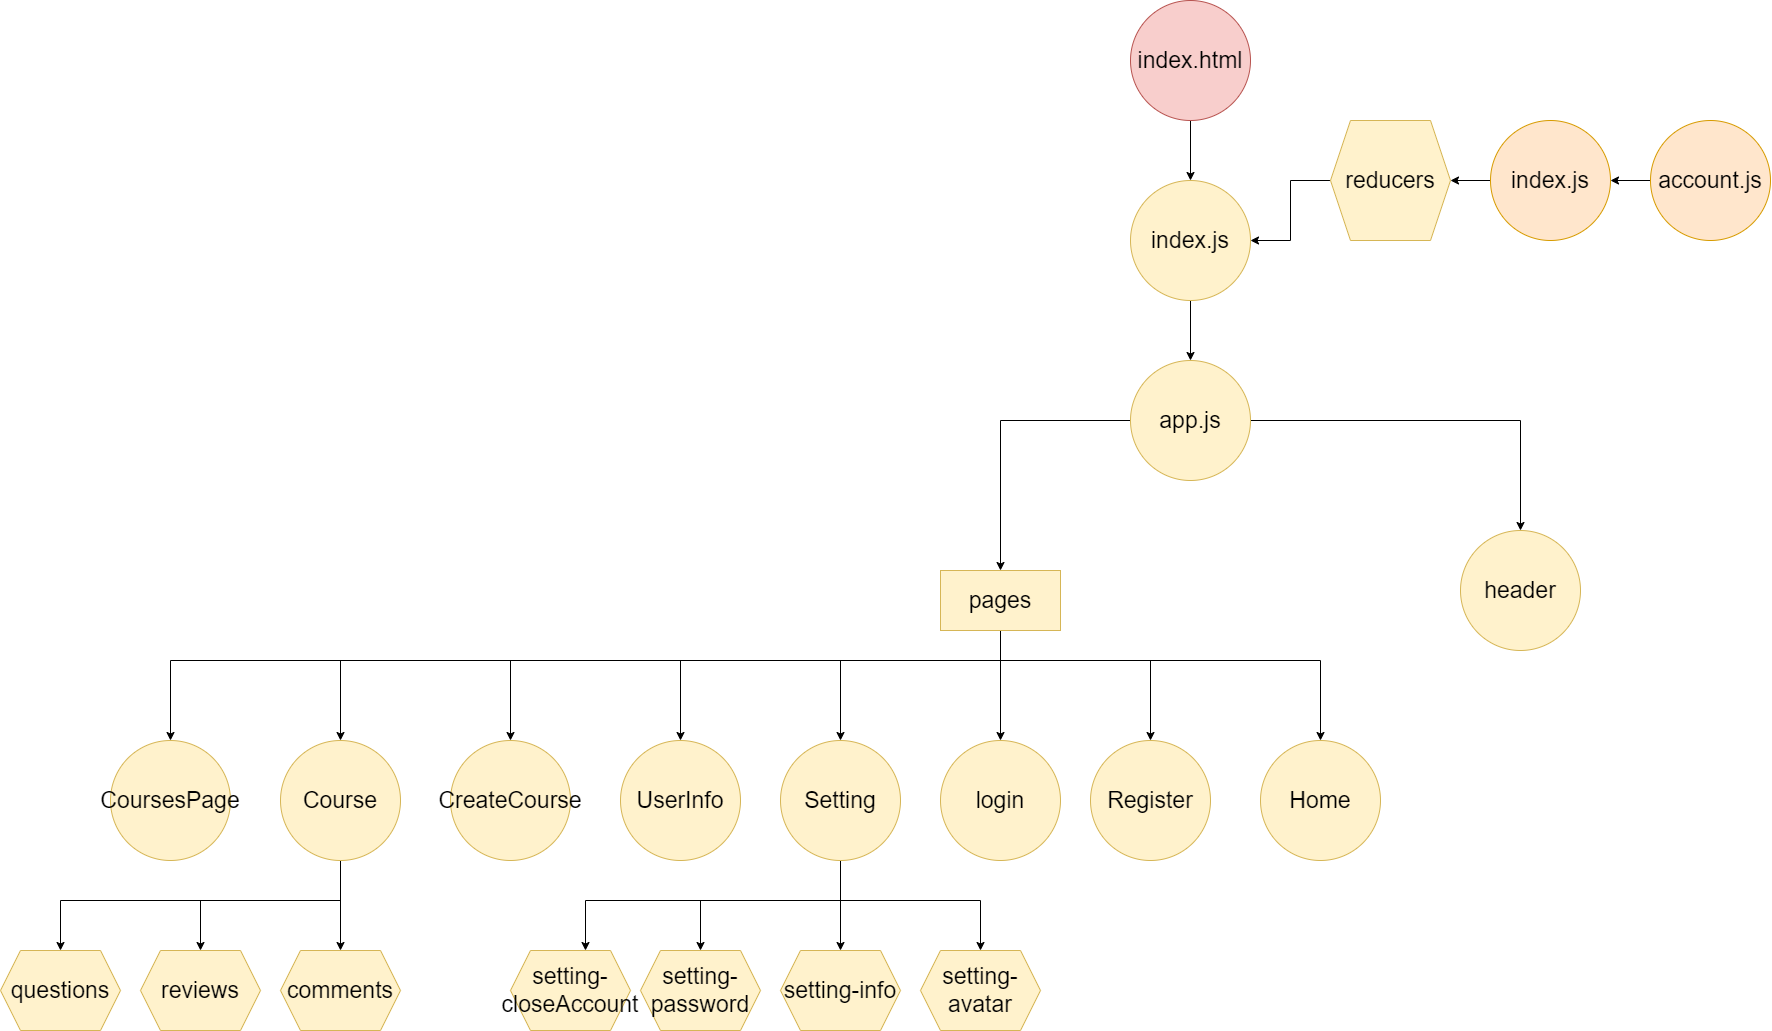 index.html
reducers
index.js
account.js
index.js
app.js
pages
header
CoursesPage
Course
CreateCourse
UserInfo
Setting
login
Register
Home
questions
reviews
comments
setting-
closeAccount
setting-
password
setting-info
setting-
avatar